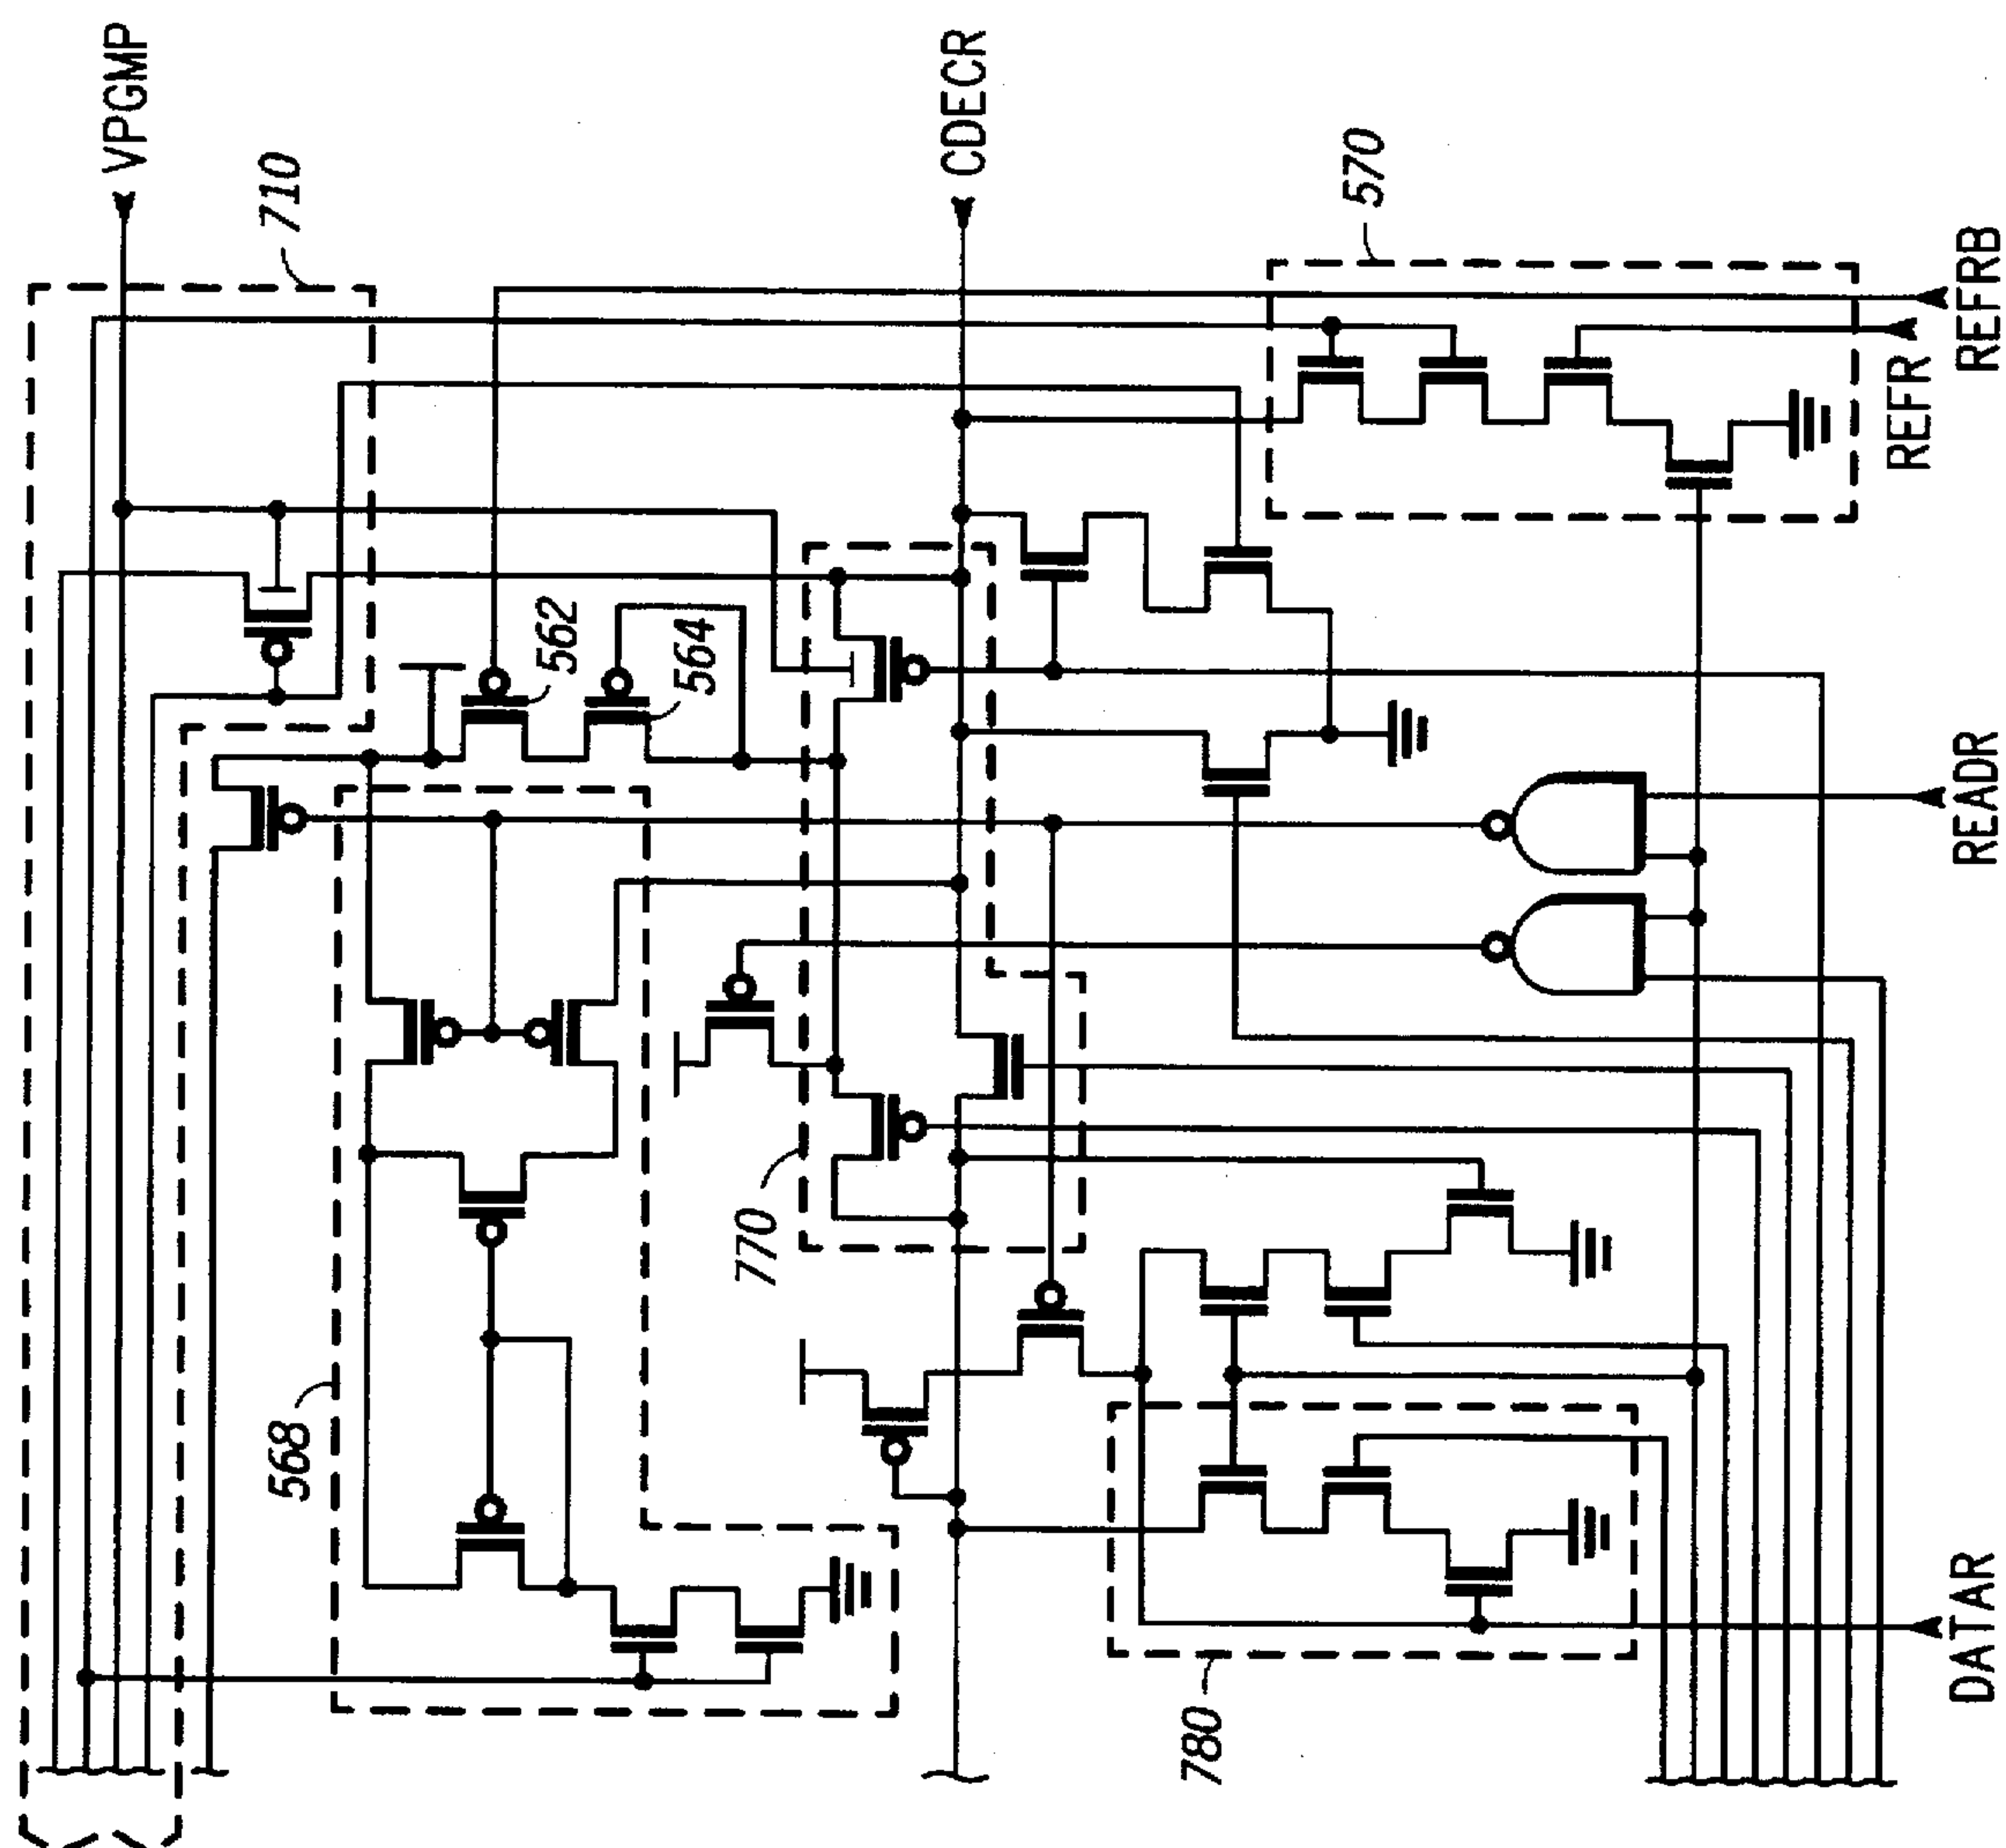 VPGMP
710
CDECR
570
562
564
REFRB
REFR
READR
770
568
780
DATAR